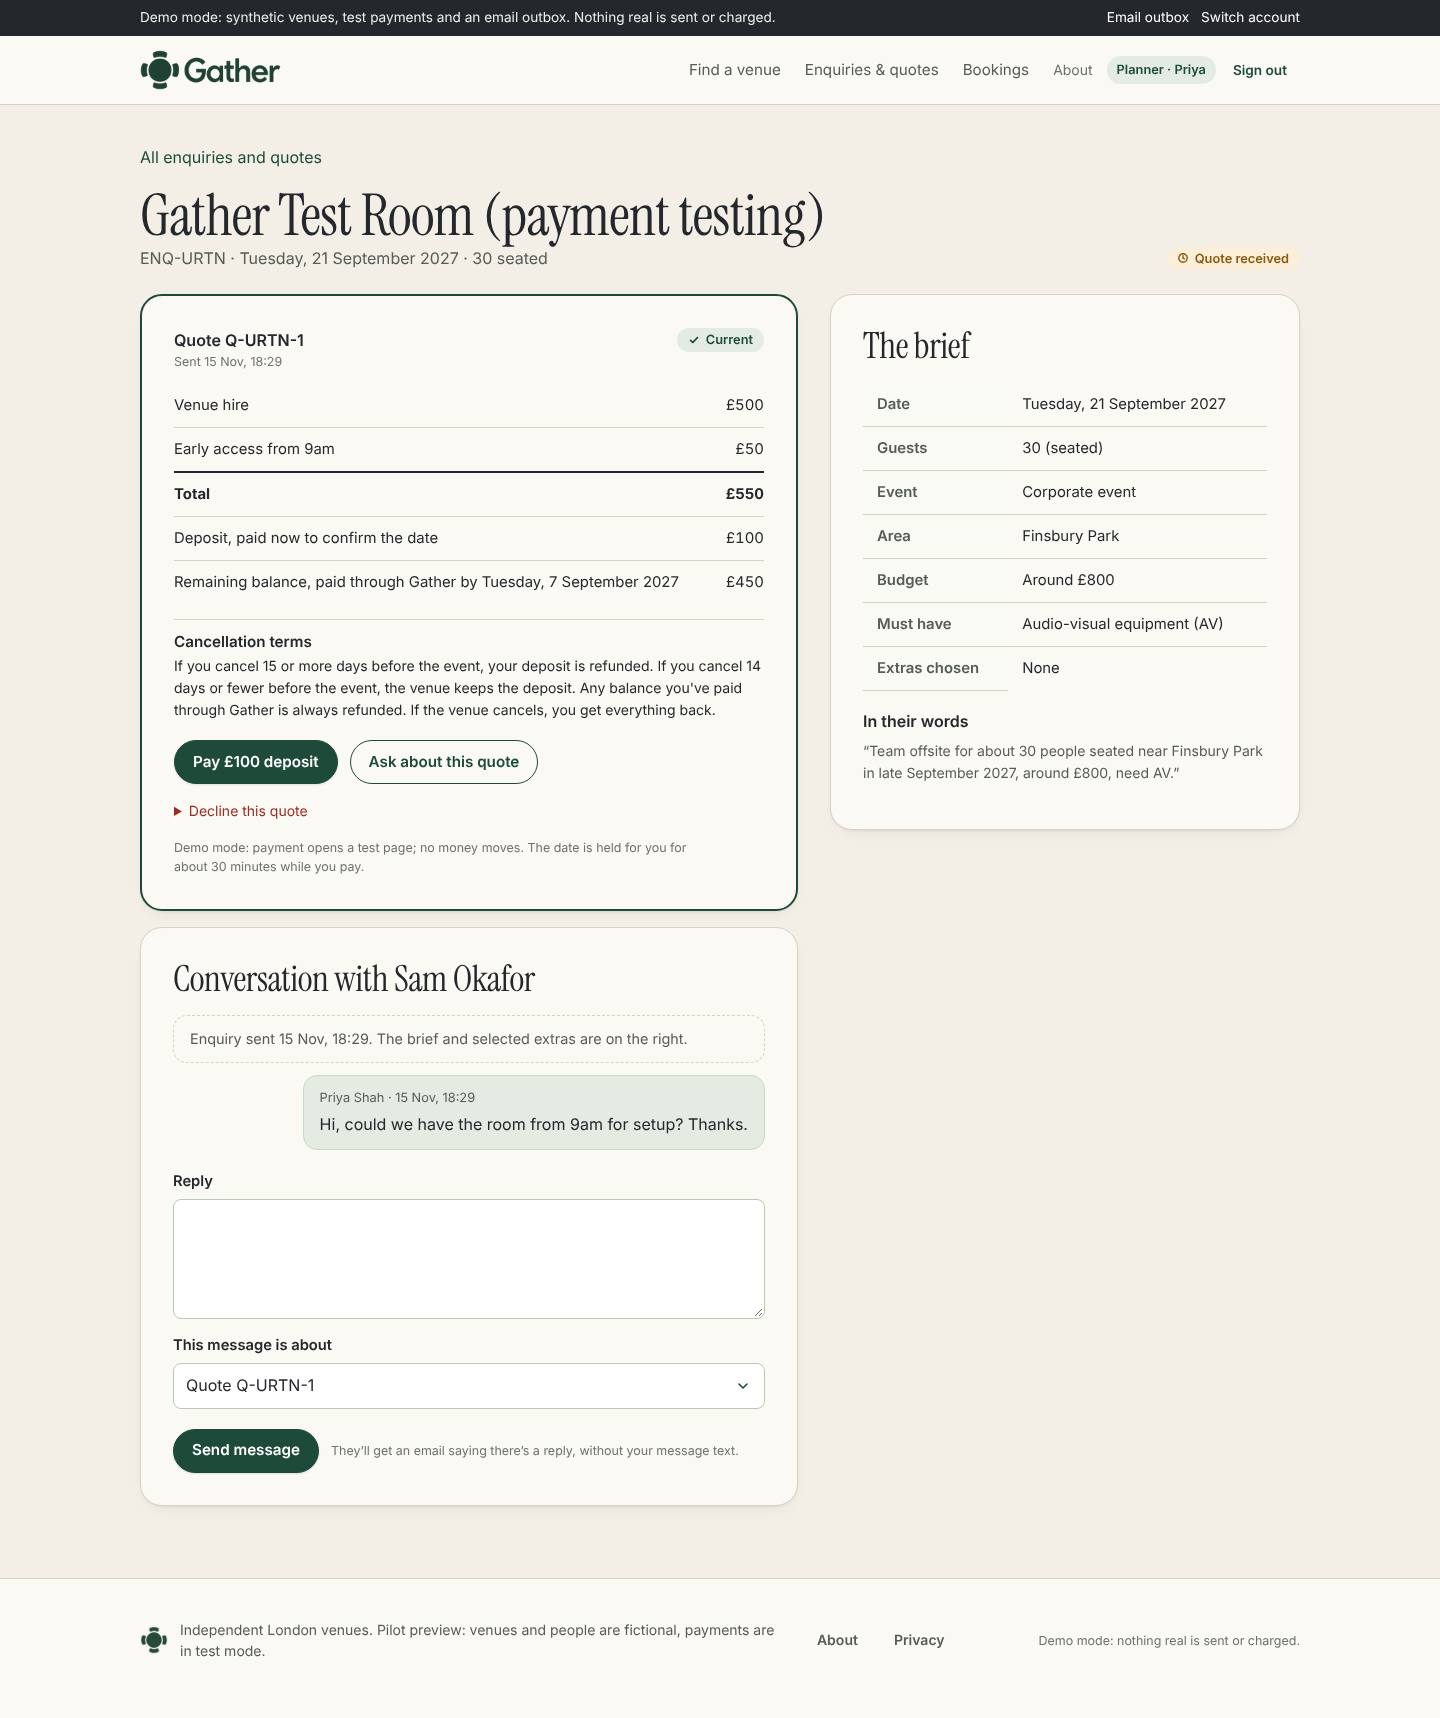 Demo mode: synthetic venues, test payments and an email outbox. Nothing real is sent or charged.
Email outbox Switch account
Gather
Find a venue Enquiries & quotes Bookings About Planner · Priya Sign out
All enquiries and quotes
Gather Test Room (payment testing)
ENQ-URTN · Tuesday, 21 September 2027 · 30 seated
Quote received
Quote Q-URTN-1
Current
Sent 15 Nov, 18:29
Venue hire £500
Early access from 9am £50
Total £550
Deposit, paid now to confirm the date £100
Remaining balance, paid through Gather by Tuesday, 7 September 2027 £450
Cancellation terms
If you cancel 15 or more days before the event, your deposit is refunded. If you cancel 14
days or fewer before the event, the venue keeps the deposit. Any balance you've paid
through Gather is always refunded. If the venue cancels, you get everything back.
Pay £100 deposit Ask about this quote
Decline this quote
Demo mode: payment opens a test page; no money moves. The date is held for you for
about 30 minutes while you pay.
The brief
Date Tuesday, 21 September 2027
Guests 30 (seated)
Event Corporate event
Area Finsbury Park
Budget Around £800
Must have Audio-visual equipment (AV)
Extras chosen None
In their words
“Team offsite for about 30 people seated near Finsbury Park
in late September 2027, around £800, need AV.”
Conversation with Sam Okafor
Enquiry sent 15 Nov, 18:29. The brief and selected extras are on the right.
Priya Shah · 15 Nov, 18:29
Hi, could we have the room from 9am for setup? Thanks.
Reply
This message is about
Quote Q-URTN-1
Send message They’ll get an email saying there’s a reply, without your message text.
Independent London venues. Pilot preview: venues and people are fictional, payments are
in test mode.
About Privacy
Demo mode: nothing real is sent or charged.